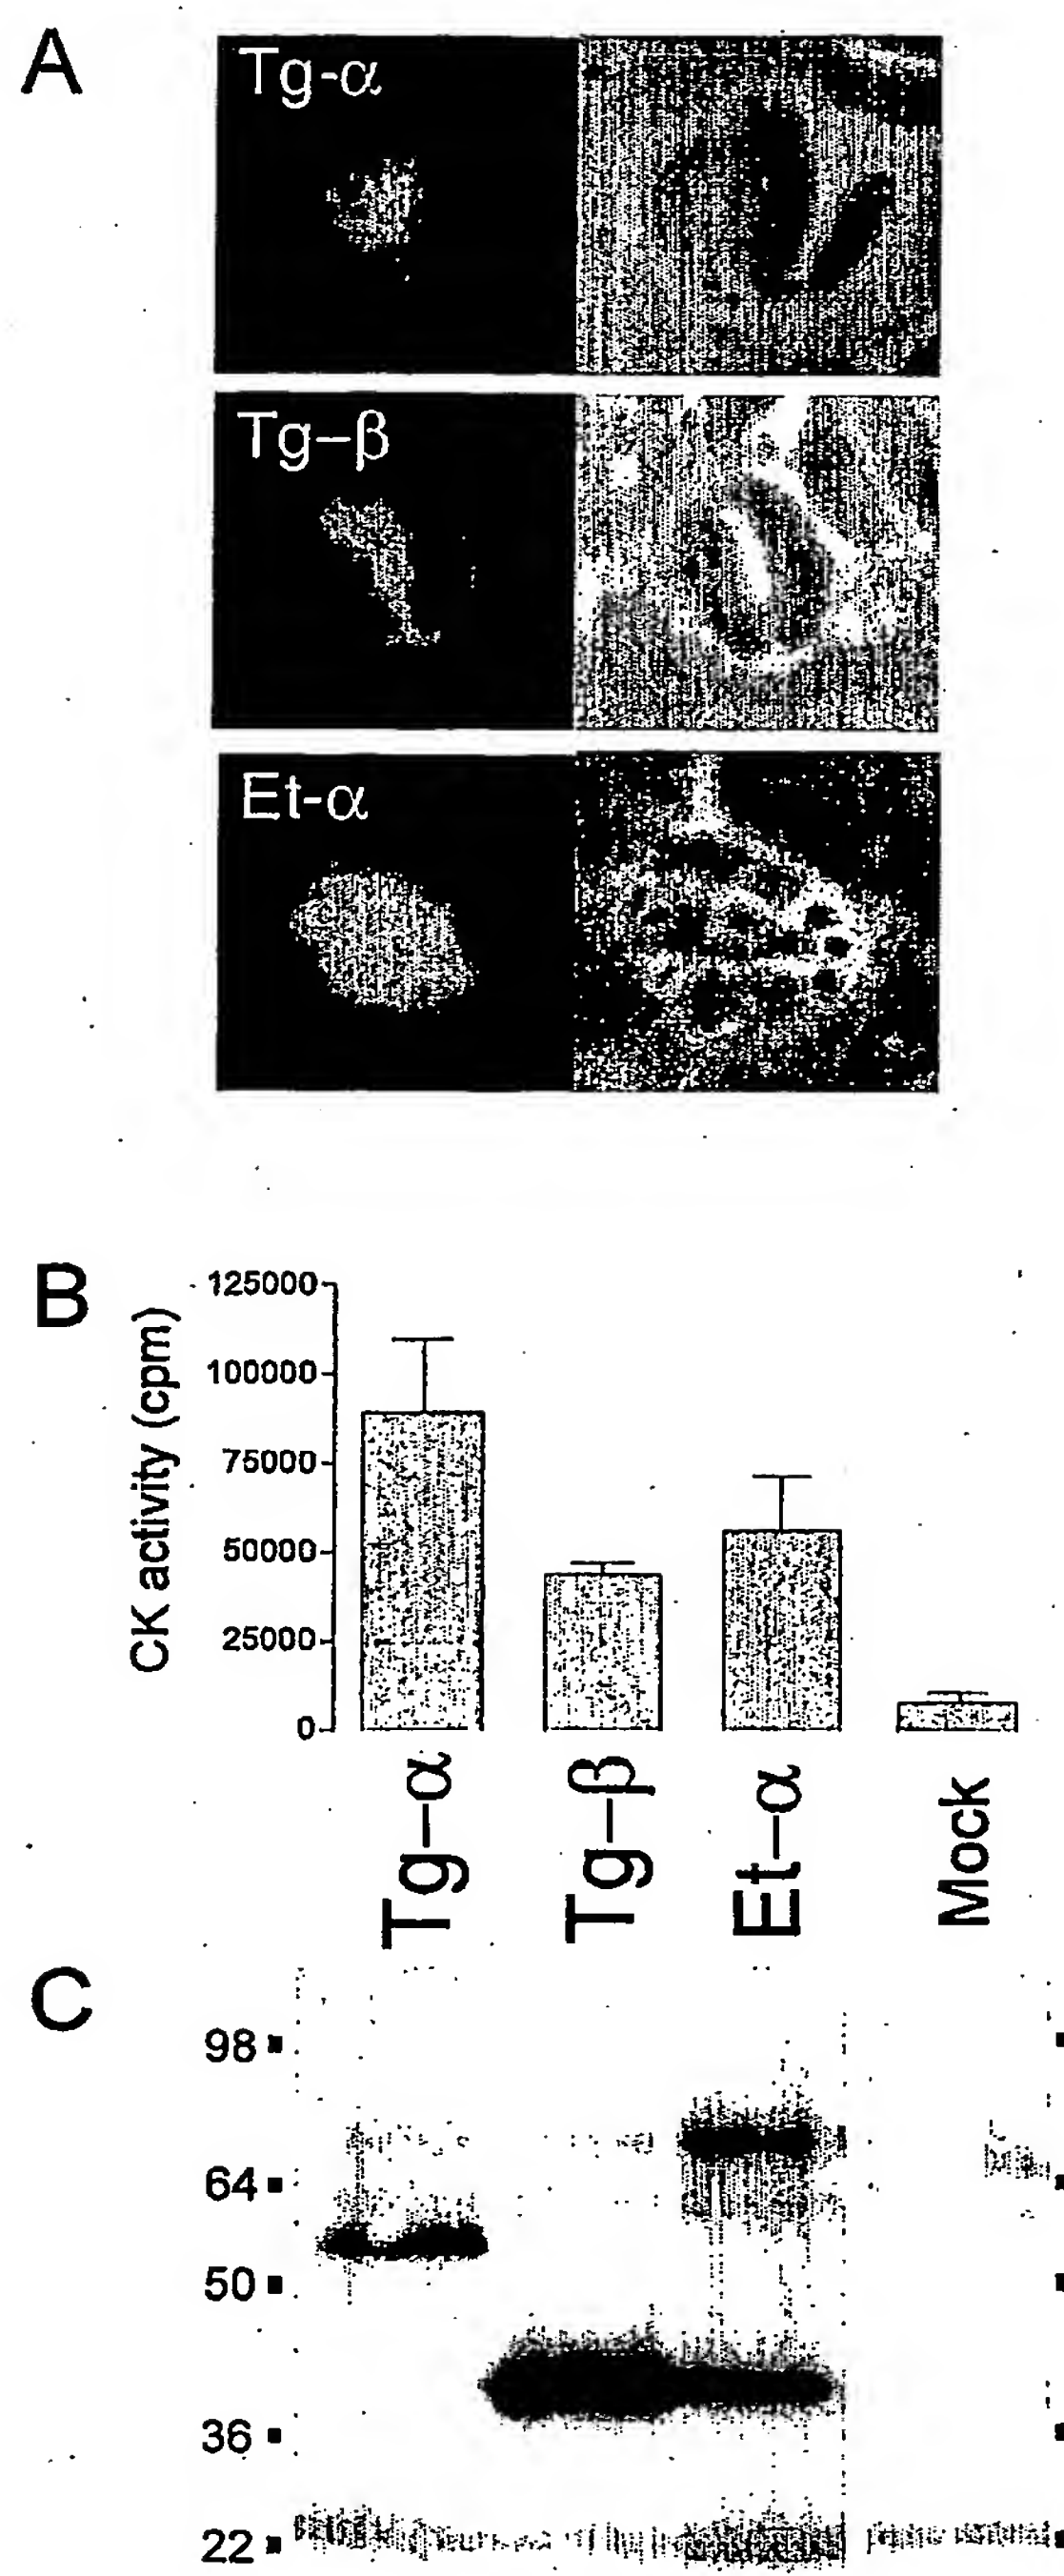 A
Tg-α
Tg–β
Et-α
B
CK activity (cpm)
125000
100000
75000
50000
25000
0
Tg–α
Tg–β
Et–α
Mock
C
98
64
50
36
22